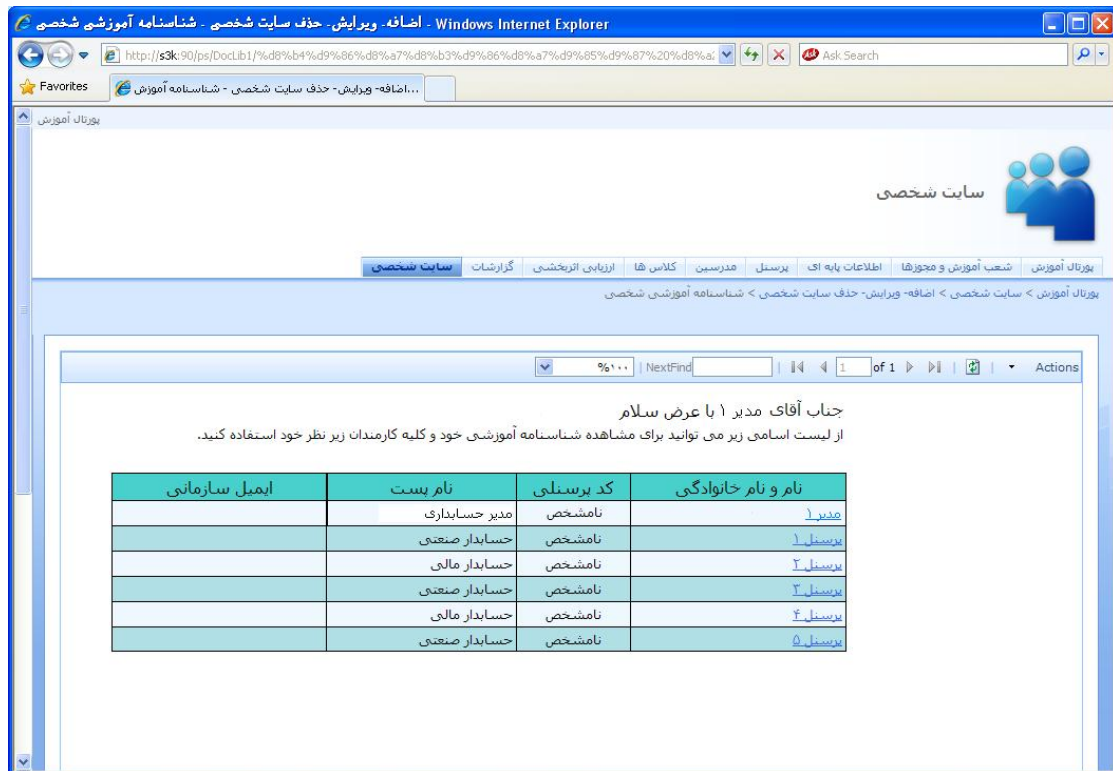 اضافه- ویرایش- حذف سایت شخصی - شناسنامه آموزشی شخصی - Windows Internet Explorer
http://s3k:90/ps/DocLib1/%d8%b4%d9%86%d8%a7%d8%b3%d9%86%d8%a7%d9%85%d9%87%20%d8%a
Ask Search
Favorites
اضافه- ویرایش- حذف سایت شخصی - شناسنامه آموزش...
پورتال آموزش
سایت شخصی
پورتال آموزش شعب آموزش و مجوزها اطلاعات پایه ای پرسنل مدرسین کلاس ها ارزیابی اثربخشی گزارشات سایت شخصی
پورتال آموزش > سایت شخصی > اضافه- ویرایش- حذف سایت شخصی > شناسنامه آموزشی شخصی
%۱۰۰ | NextFind | 1 of 1 | Actions
جناب آقای مدیر ۱ با عرض سلام
از لیست اسامی زیر می توانید برای مشاهده شناسنامه آموزشی خود و کلیه کارمندان زیر نظر خود استفاده کنید.
نام و نام خانوادگی کد پرسنلی نام پست ایمیل سازمانی
مدیر ۱ نامشخص مدیر حسابداری
پرسنل ۱ نامشخص حسابدار صنعتی
پرسنل ۲ نامشخص حسابدار مالی
پرسنل ۳ نامشخص حسابدار صنعتی
پرسنل ۴ نامشخص حسابدار مالی
پرسنل ۵ نامشخص حسابدار صنعتی